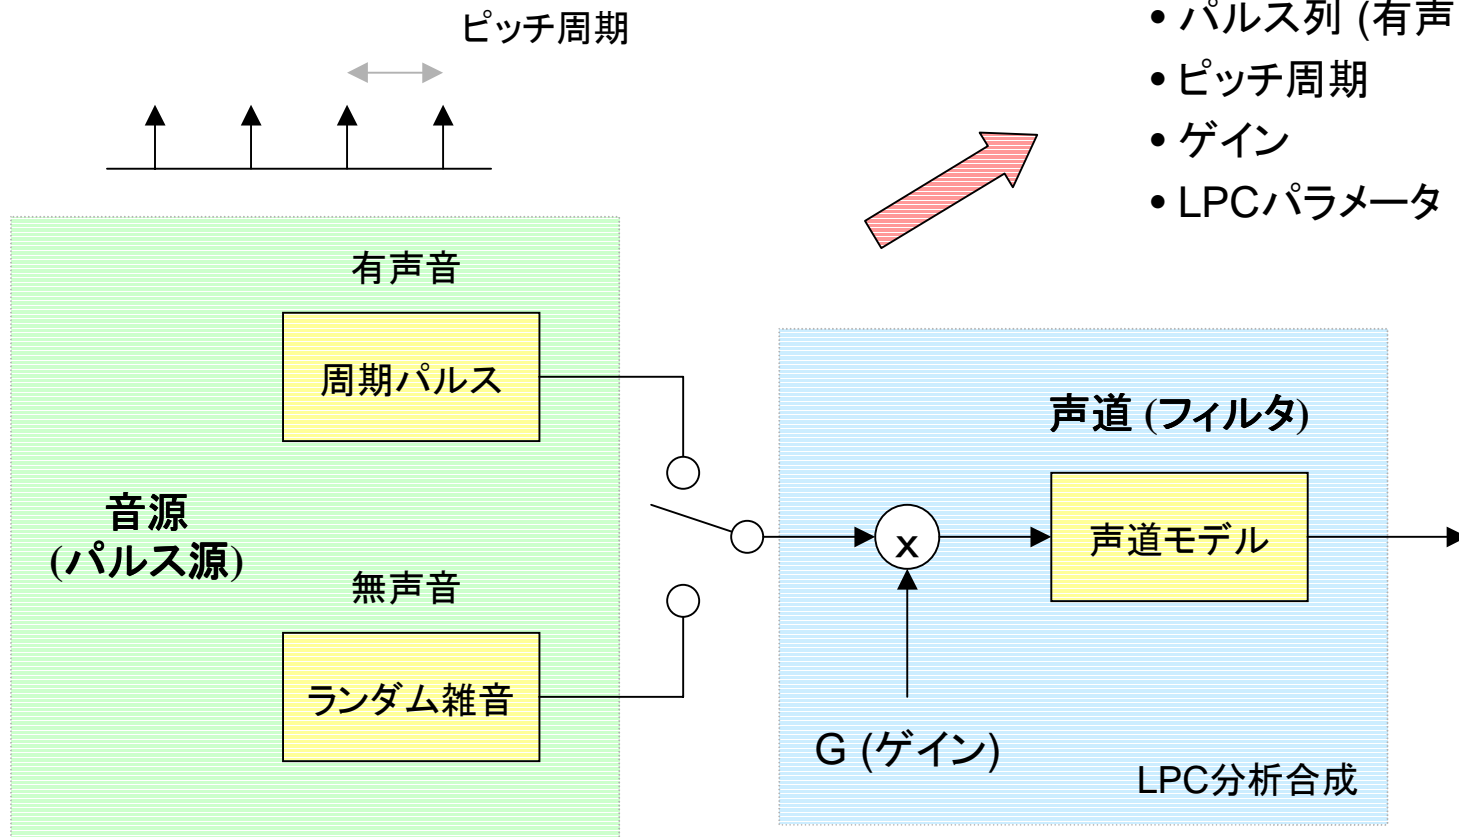 ピッチ周期
• パルス列 (有声
• ピッチ周期
• ゲイン
• LPCパラメータ
有声音
周期パルス
音源
(パルス源)
無声音
ランダム雑音
声道 (フィルタ)
x
声道モデル
G (ゲイン)
LPC分析合成